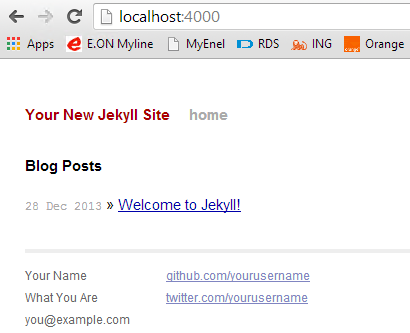 localhost:4000
Apps E.ON Myline MyEnel RDS ING Orange
Your New Jekyll Site home
Blog Posts
28 Dec 2013 » Welcome to Jekyll!
Your Name github.com/yourusername
What You Are twitter.com/yourusername
you@example.com